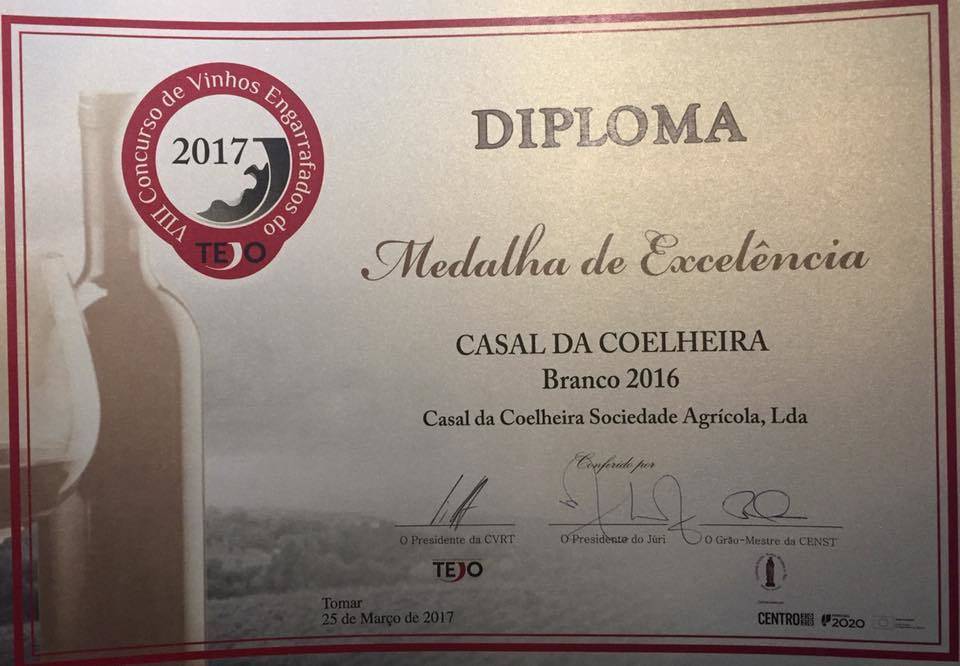 VIII Concurso de Vinhos Engarrafados do
2017
TEJO
DIPLOMA
Medalha de Excelência
CASAL DA COELHEIRA
Branco 2016
Casal da Coelheira Sociedade Agrícola, Lda
Conferido por
O Presidente da CVRT
O Presidente do Júri
O Grão-Mestre da CENST
TEJO
Tomar
25 de Março de 2017
CENTRO
2020